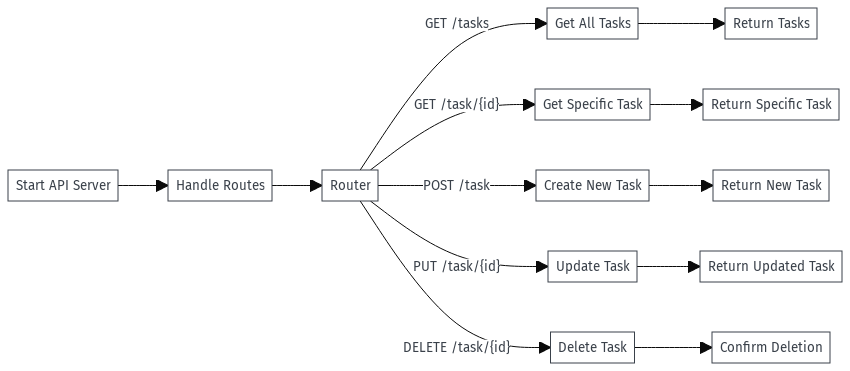 GET /tasks
Get All Tasks
Return Tasks
GET /task/{id}
Get Specific Task
Return Specific Task
Start API Server
Handle Routes
Router
POST /task
Create New Task
Return New Task
PUT /task/{id}
Update Task
Return Updated Task
DELETE /task/{id}
Delete Task
Confirm Deletion